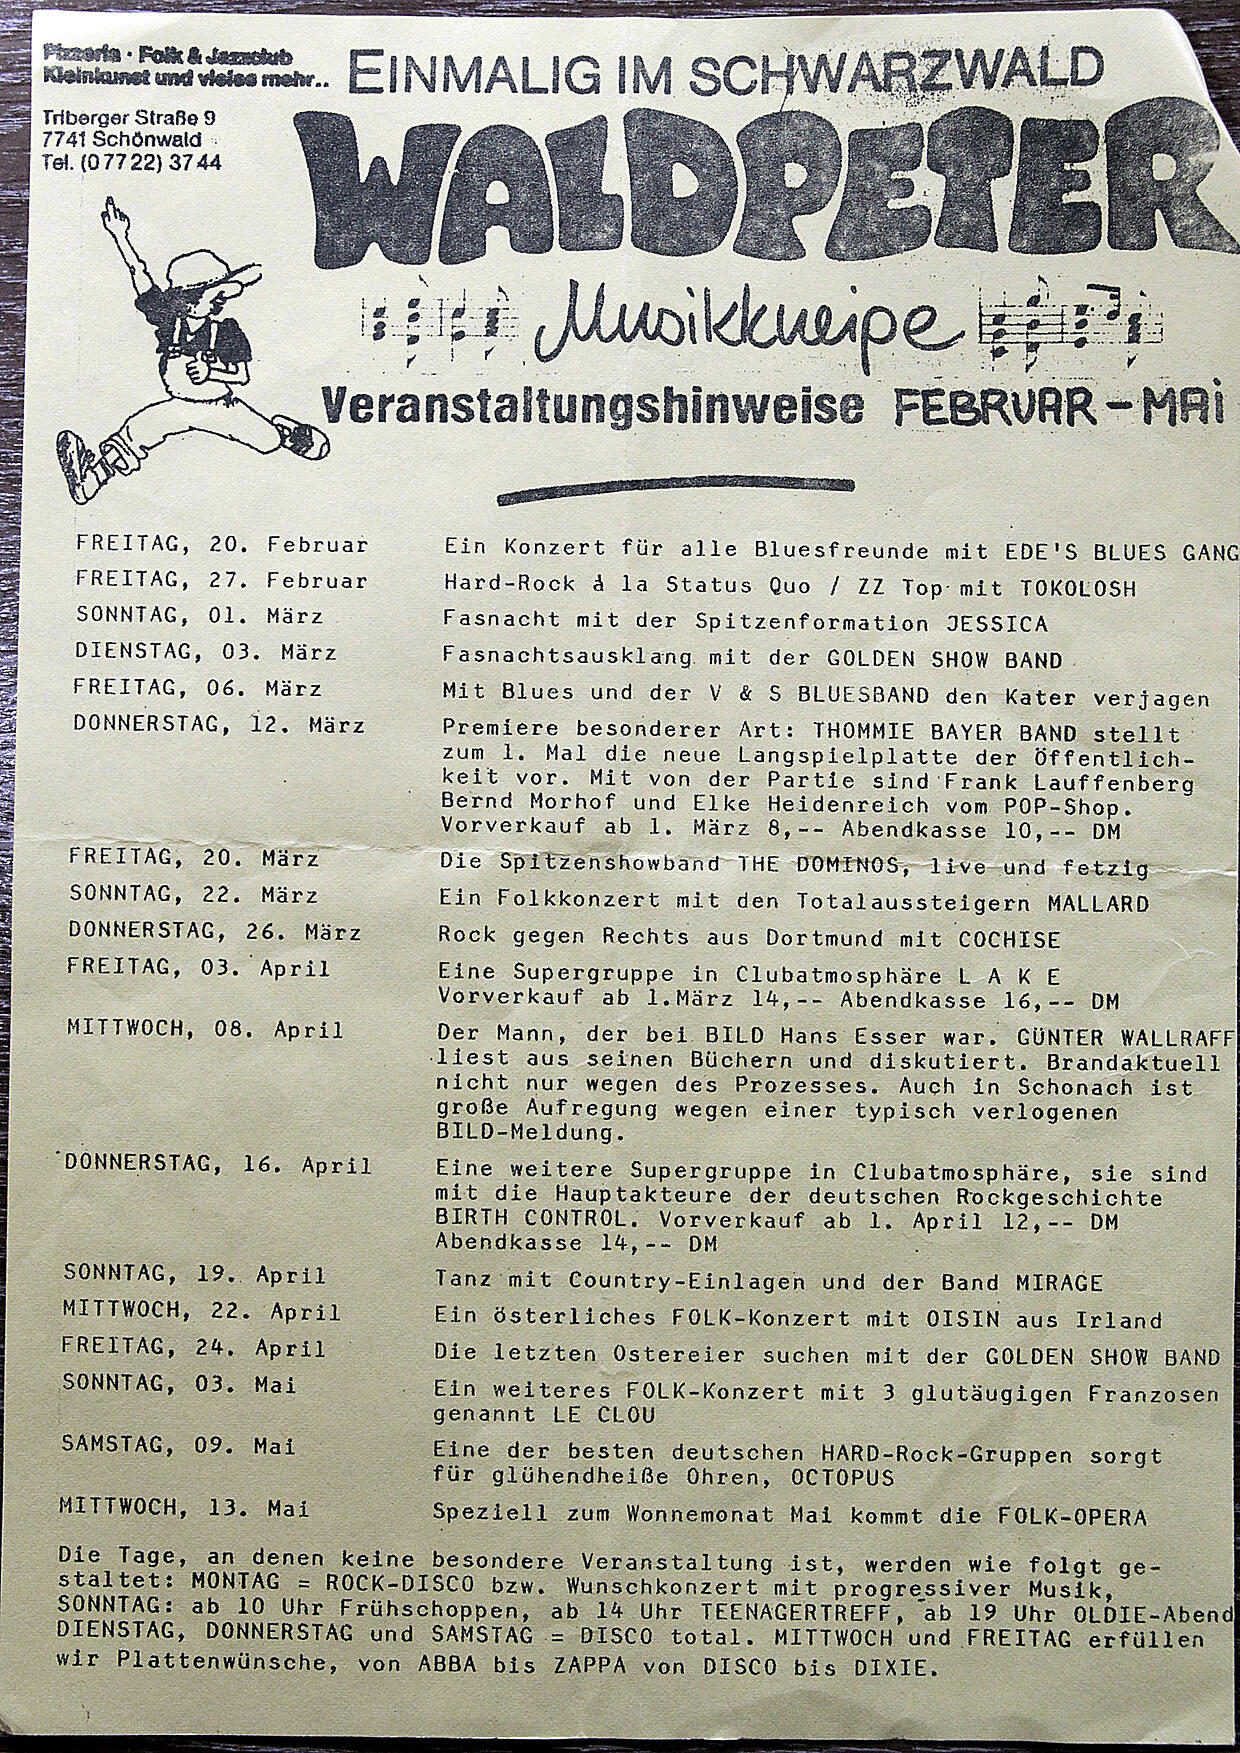 Pizzeria · Folk & Jazzclub
Kleinkunst und vieles mehr..
EINMALIG IM SCHWARZWALD
Triberger Straße 9
7741 Schönwald
Tel. (07722) 3744
WALDPETER
Musikkneipe
Veranstaltungshinweise FEBRUAR - MAi
FREITAG, 20. Februar Ein Konzert für alle Bluesfreunde mit EDE'S BLUES GANG
FREITAG, 27. Februar Hard-Rock à la Status Quo / ZZ Top mit TOKOLOSH
SONNTAG, 01. März Fasnacht mit der Spitzenformation JESSICA
DIENSTAG, 03. März Fasnachtsausklang mit der GOLDEN SHOW BAND
FREITAG, 06. März Mit Blues und der V & S BLUESBAND den Kater verjagen
DONNERSTAG, 12. März Premiere besonderer Art: THOMMIE BAYER BAND stellt
zum 1. Mal die neue Langspielplatte der Öffentlich-
keit vor. Mit von der Partie sind Frank Lauffenberg
Bernd Morhof und Elke Heidenreich vom POP-Shop.
Vorverkauf ab 1. März 8,-- Abendkasse 10,-- DM
FREITAG, 20. März Die Spitzenshowband THE DOMINOS, live und fetzig
SONNTAG, 22. März Ein Folkkonzert mit den Totalaussteigern MALLARD
DONNERSTAG, 26. März Rock gegen Rechts aus Dortmund mit COCHISE
FREITAG, 03. April Eine Supergruppe in Clubatmosphäre L A K E
Vorverkauf ab 1.März 14,-- Abendkasse 16,-- DM
MITTWOCH, 08. April Der Mann, der bei BILD Hans Esser war. GÜNTER WALLRAFF
liest aus seinen Büchern und diskutiert. Brandaktuell
nicht nur wegen des Prozesses. Auch in Schonach ist
große Aufregung wegen einer typisch verlogenen
BILD-Meldung.
DONNERSTAG, 16. April Eine weitere Supergruppe in Clubatmosphäre, sie sind
mit die Hauptakteure der deutschen Rockgeschichte
BIRTH CONTROL. Vorverkauf ab 1. April 12,-- DM
Abendkasse 14,-- DM
SONNTAG, 19. April Tanz mit Country-Einlagen und der Band MIRAGE
MITTWOCH, 22. April Ein österliches FOLK-Konzert mit OISIN aus Irland
FREITAG, 24. April Die letzten Ostereier suchen mit der GOLDEN SHOW BAND
SONNTAG, 03. Mai Ein weiteres FOLK-Konzert mit 3 glutäugigen Franzosen
genannt LE CLOU
SAMSTAG, 09. Mai Eine der besten deutschen HARD-Rock-Gruppen sorgt
für glühendheiße Ohren, OCTOPUS
MITTWOCH, 13. Mai Speziell zum Wonnemonat Mai kommt die FOLK-OPERA
Die Tage, an denen keine besondere Veranstaltung ist, werden wie folgt ge-
staltet: MONTAG = ROCK-DISCO bzw. Wunschkonzert mit progressiver Musik,
SONNTAG: ab 10 Uhr Frühschoppen, ab 14 Uhr TEENAGERTREFF, ab 19 Uhr OLDIE-Abend
DIENSTAG, DONNERSTAG und SAMSTAG = DISCO total. MITTWOCH und FREITAG erfüllen
wir Plattenwünsche, von ABBA bis ZAPPA von DISCO bis DIXIE.